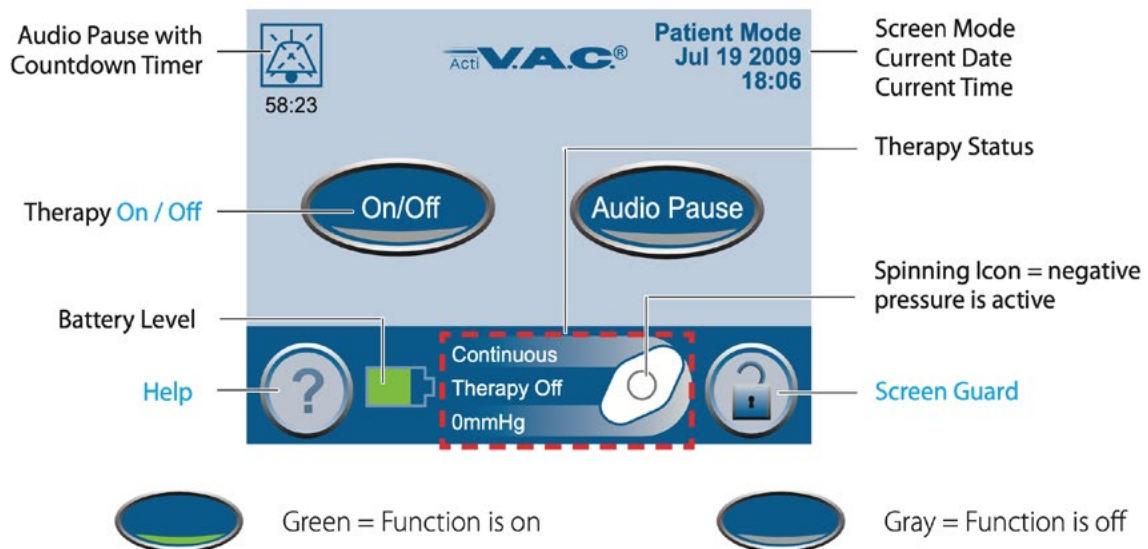 Audio Pause with
Countdown Timer
58:23
Acti V.A.C.®
Patient Mode
Jul 19 2009
18:06
Screen Mode
Current Date
Current Time
Therapy Status
Therapy On / Off
On/Off
Audio Pause
Spinning Icon = negative
pressure is active
Battery Level
Help
?
Continuous
Therapy Off
0mmHg
Screen Guard
Green = Function is on
Gray = Function is off